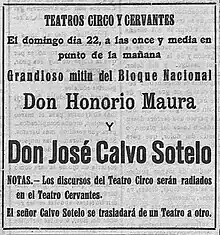 TEATROS CIRCO Y CERVANTES
El domingo día 22, a las once y media en
punto de la mañana
Grandioso mitin del Bloque Nacional
Don Honorio Maura
Y
Don José Calvo Sotelo
NOTAS.—Los discursos del Teatro Circo serán radiados
en el Teatro Cervantes.
El señor Calvo Sotelo se trasladará de un Teatro a otro.